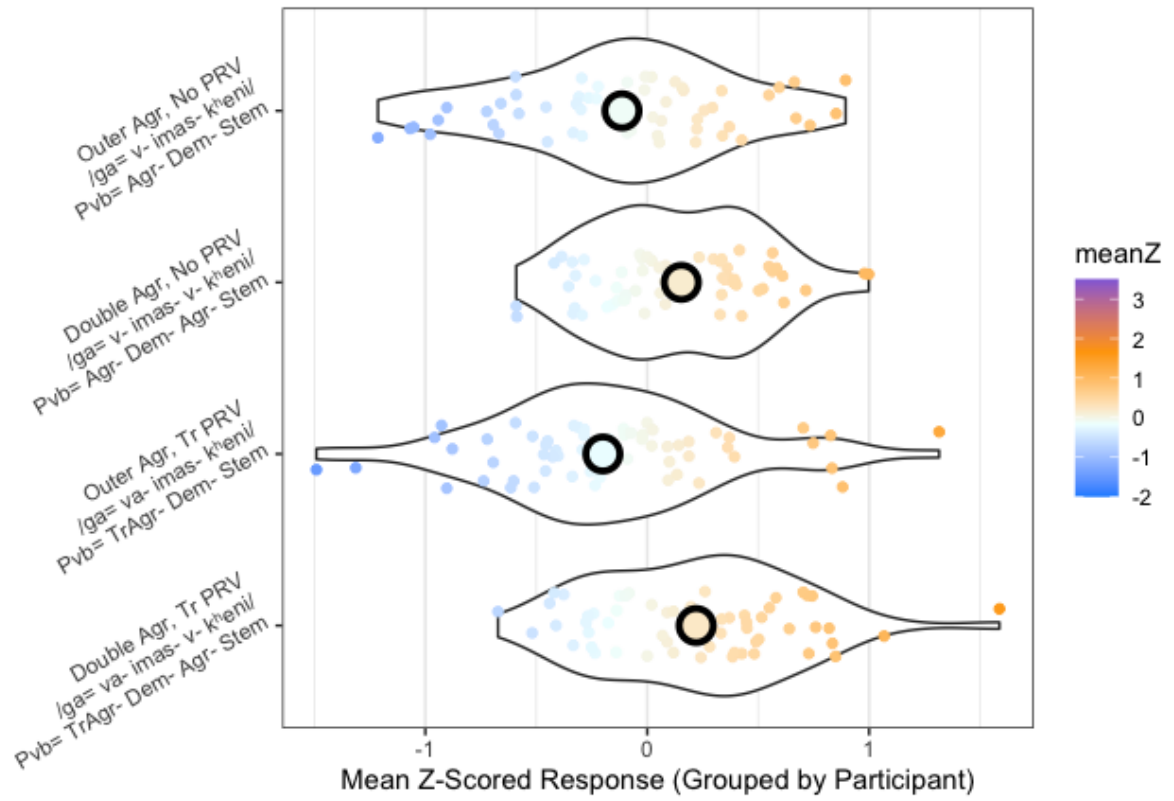 Outer Agr, No PRV
/ga= v- imas- kʰeni/
Pvb= Agr- Dem- Stem
Double Agr, No PRV
/ga= v- imas- v- kʰeni/
Pvb= Agr- Dem- Agr- Stem
Outer Agr, Tr PRV
/ga= va- imas- kʰeni/
Pvb= TrAgr- Dem- Stem
Double Agr, Tr PRV
/ga= va- imas- v- kʰeni/
Pvb= TrAgr- Dem- Agr- Stem
-1
0
1
Mean Z-Scored Response (Grouped by Participant)
meanZ
3
2
1
0
-1
-2